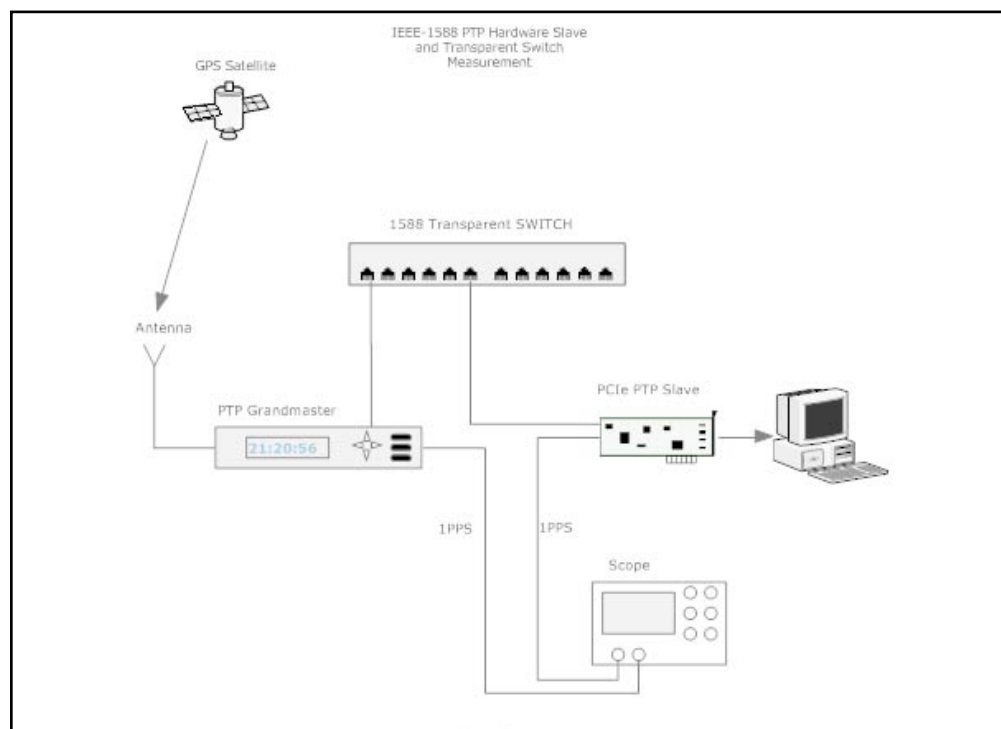 IEEE-1588 PTP Hardware Slave
and Transparent Switch
Measurement
GPS Satellite
1588 Transparent SWITCH
Antenna
PTP Grandmaster
21:20:56
PCIe PTP Slave
1PPS
1PPS
Scope